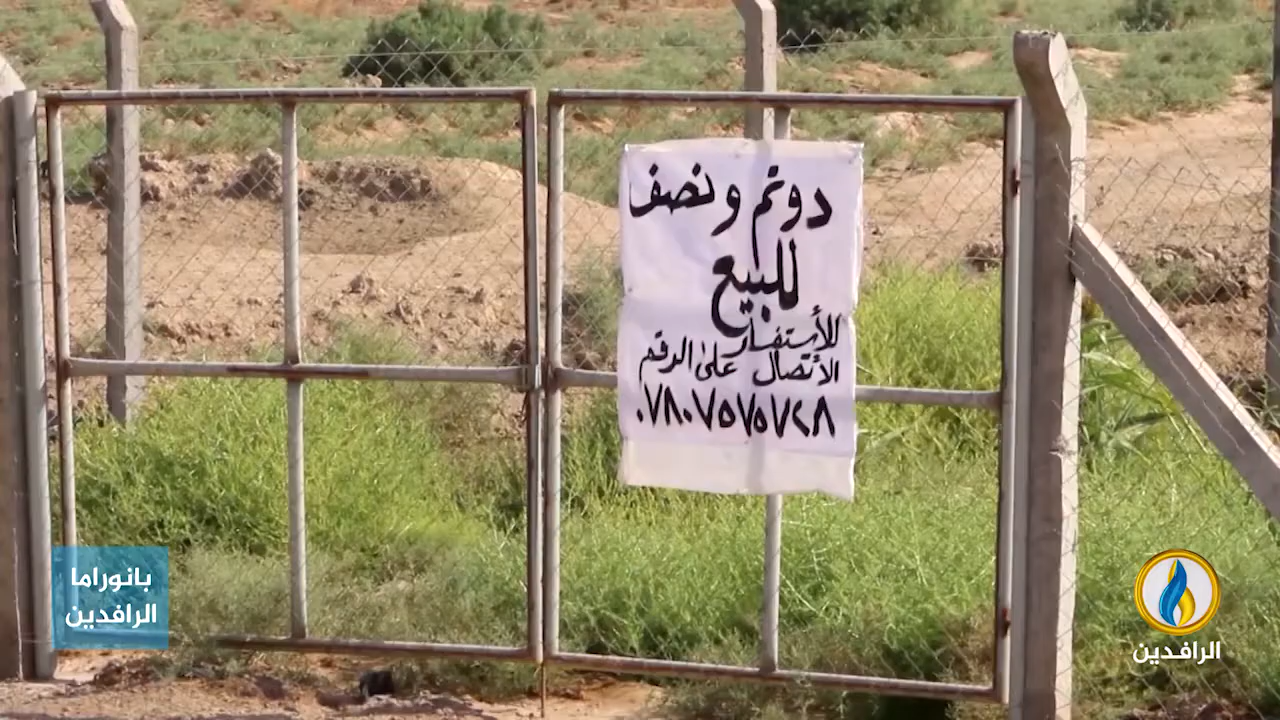 دونم ونصف
للبيع
للأستفسار
الأتصال على الرقم
٠٧٨٠٧٥٧٥٧٢٨
بانوراما
الرافدين
الرافدين